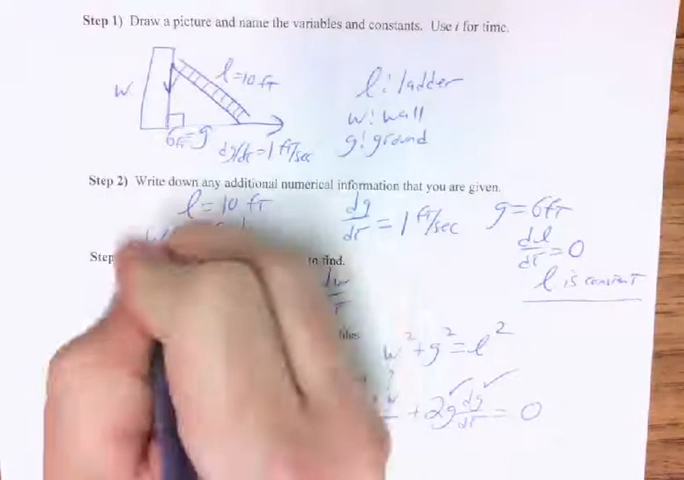 Step 1) Draw a picture and name the variables and constants. Use t for time.
l=10 ft
w
6ft=g
dg/dt=1 ft/sec
l: ladder
w: wall
g: ground
Step 2) Write down any additional numerical information that you are given.
l=10 ft
dg/dt = 1 ft/sec
g=6ft
dl/dt=0
l is constant
Step to find.
dw
w²+g²=l²
+2g dg/dt = 0